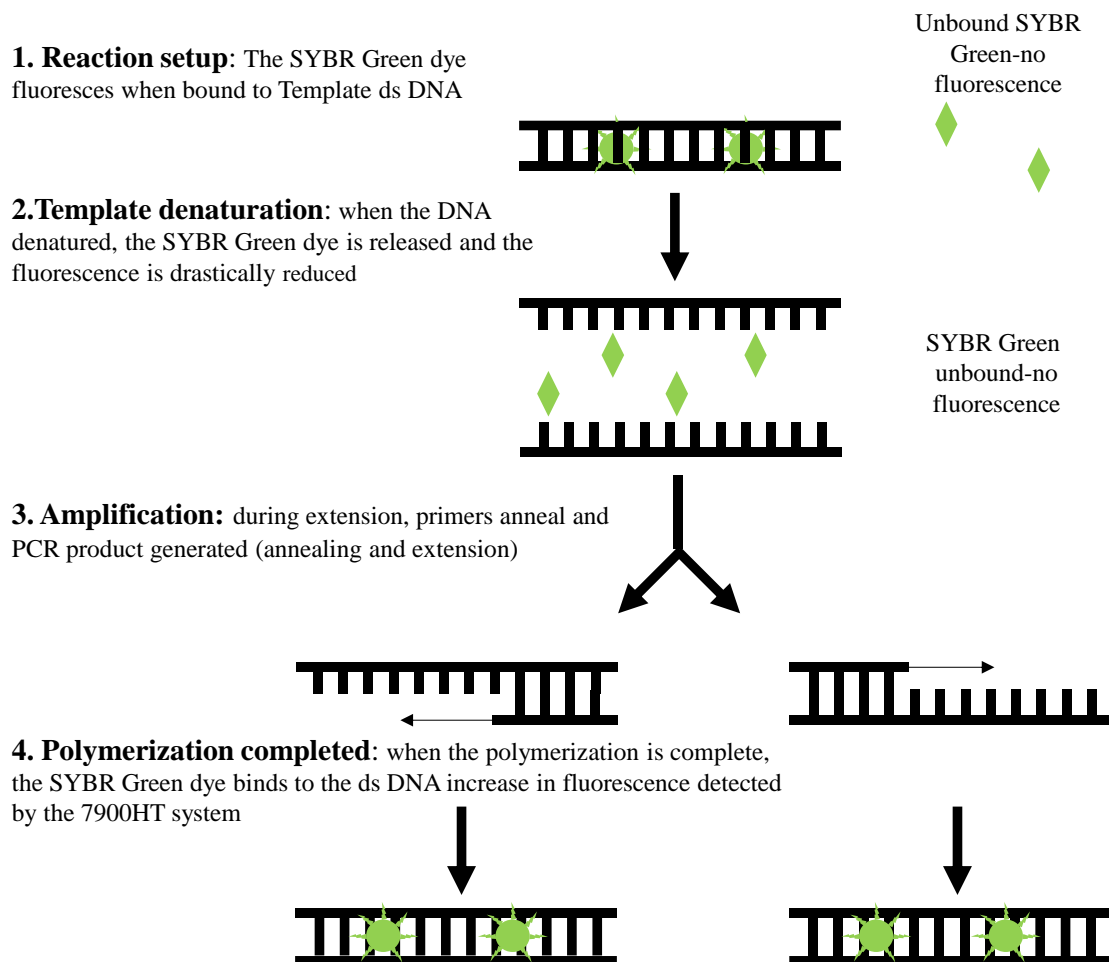 Unbound SYBR
Green-no
fluorescence
1. Reaction setup: The SYBR Green dye
fluoresces when bound to Template ds DNA
2.Template denaturation: when the DNA
denatured, the SYBR Green dye is released and the
fluorescence is drastically reduced
SYBR Green
unbound-no
fluorescence
3. Amplification: during extension, primers anneal and
PCR product generated (annealing and extension)
4. Polymerization completed: when the polymerization is complete,
the SYBR Green dye binds to the ds DNA increase in fluorescence detected
by the 7900HT system